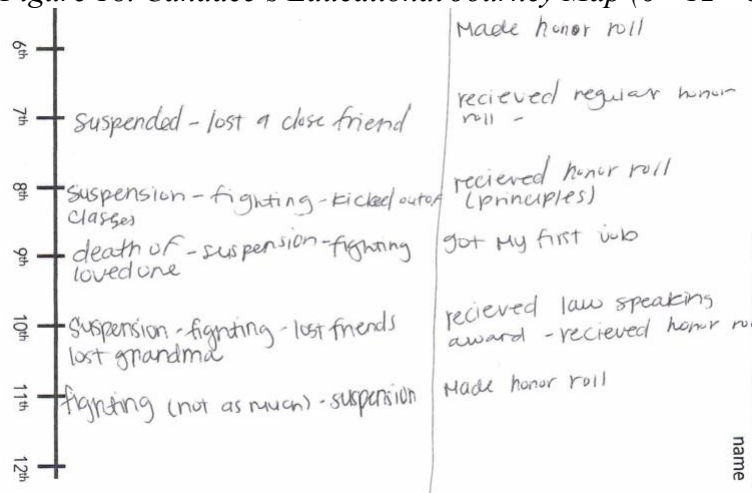 Figure 16: Candace's Educational Journey Map (6
6th
Made honor roll
7th
suspended - lost a close friend
recieved regular honor
roll -
8th
suspension - fighting - kicked out of
classes
recieved honor roll
(principles)
9th
death of - suspension - fighting
loved one
got my first job
10th
suspension - fighting - lost friends
lost grandma
recieved law speaking
award - recieved honor
11th
fighting (not as much) - suspension
Made honor roll
12th
name